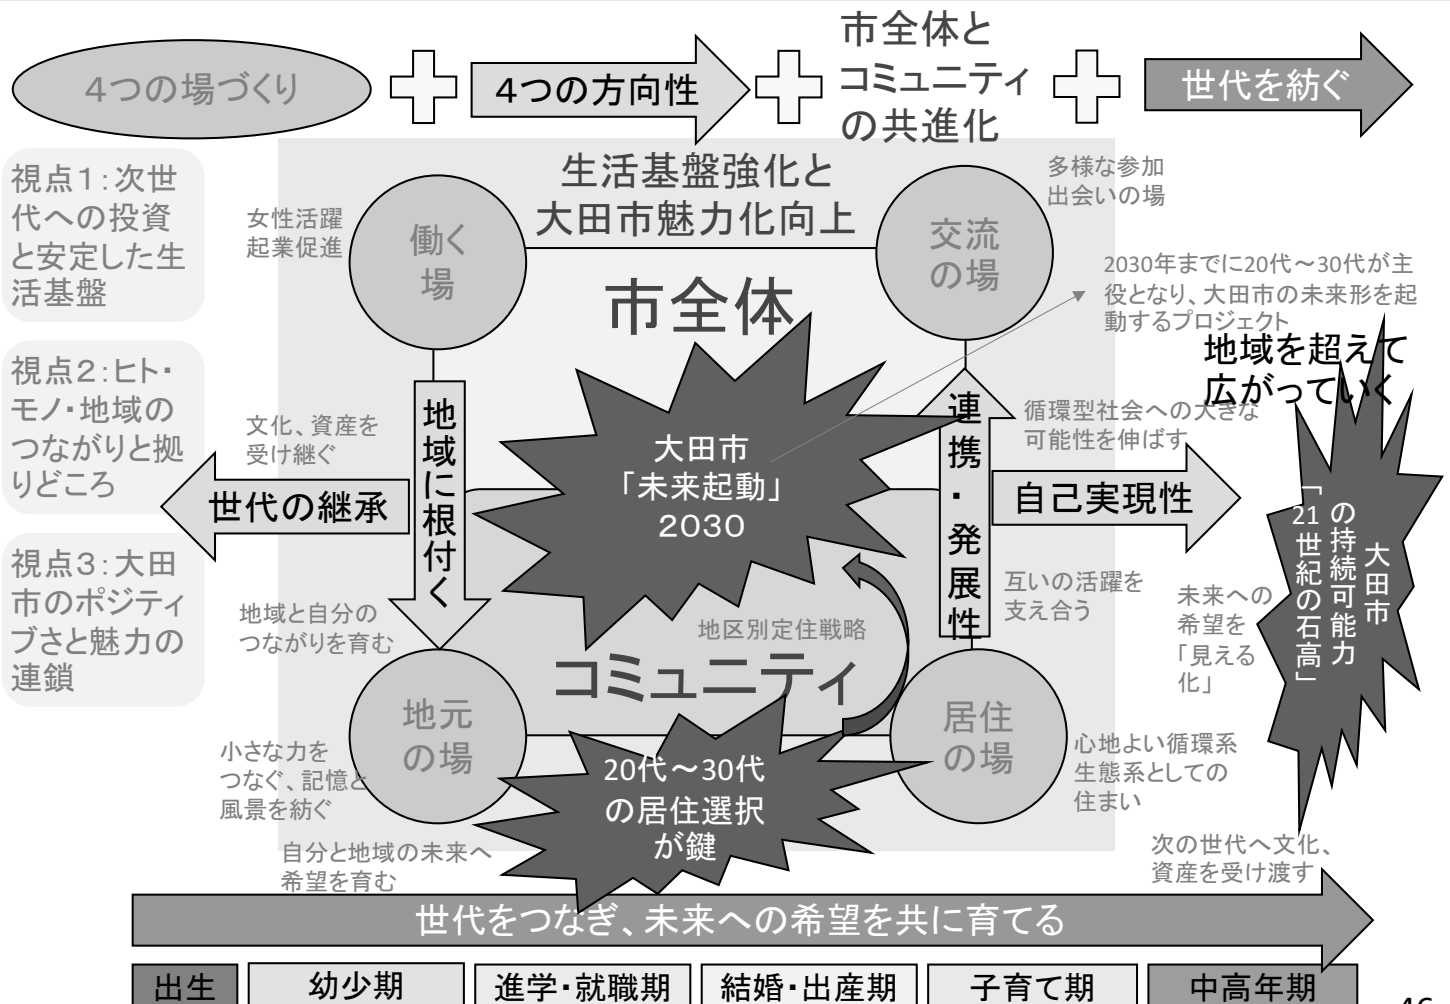 4つの場づくり
4つの方向性
市全体と
コミュニティ
の共進化
世代を紡ぐ
視点1:次世
代への投資
と安定した生
活基盤
視点2:ヒト・
モノ・地域の
つながりと拠
りどころ
視点3:大田
市のポジティ
ブさと魅力の
連鎖
生活基盤強化と
大田市魅力化向上
女性活躍
起業促進
働く
場
交流
の場
多様な参加
出会いの場
市全体
2030年までに20代~30代が主
役となり、大田市の未来形を起
動するプロジェクト
地域を超えて
広がっていく
文化、資産を
受け継ぐ
地域に根付く
大田市
「未来起動」
2030
連携・発展性
循環型社会への大きな
可能性を伸ばす
世代の継承
自己実現性
大田市
の持続可能力
「21世紀の石高」
地域と自分の
つながりを育む
互いの活躍を
支え合う
未来への
希望を
「見える
化」
地区別定住戦略
コミュニティ
地元
の場
居住
の場
小さな力を
つなぐ、記憶と
風景を紡ぐ
20代~30代
の居住選択
が鍵
心地よい循環系
生態系としての
住まい
自分と地域の未来へ
希望を育む
次の世代へ文化、
資産を受け渡す
世代をつなぎ、未来への希望を共に育てる
出生
幼少期
進学・就職期
結婚・出産期
子育て期
中高年期
46